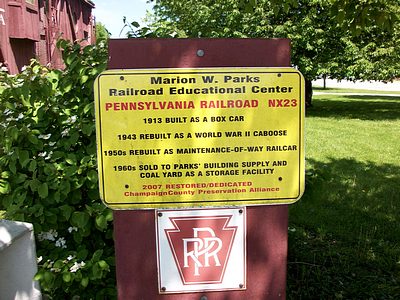 Marion W. Parks
Railroad Educational Center
PENNSYLVANIA RAILROAD NX23
1913 BUILT AS A BOX CAR
1943 REBUILT AS A WORLD WAR II CABOOSE
1950s REBUILT AS MAINTENANCE-OF-WAY RAILCAR
1960s SOLD TO PARKS' BUILDING SUPPLY AND
COAL YARD AS A STORAGE FACILITY
2007 RESTORED/DEDICATED
ChampaignCounty Preservation Alliance
PRR